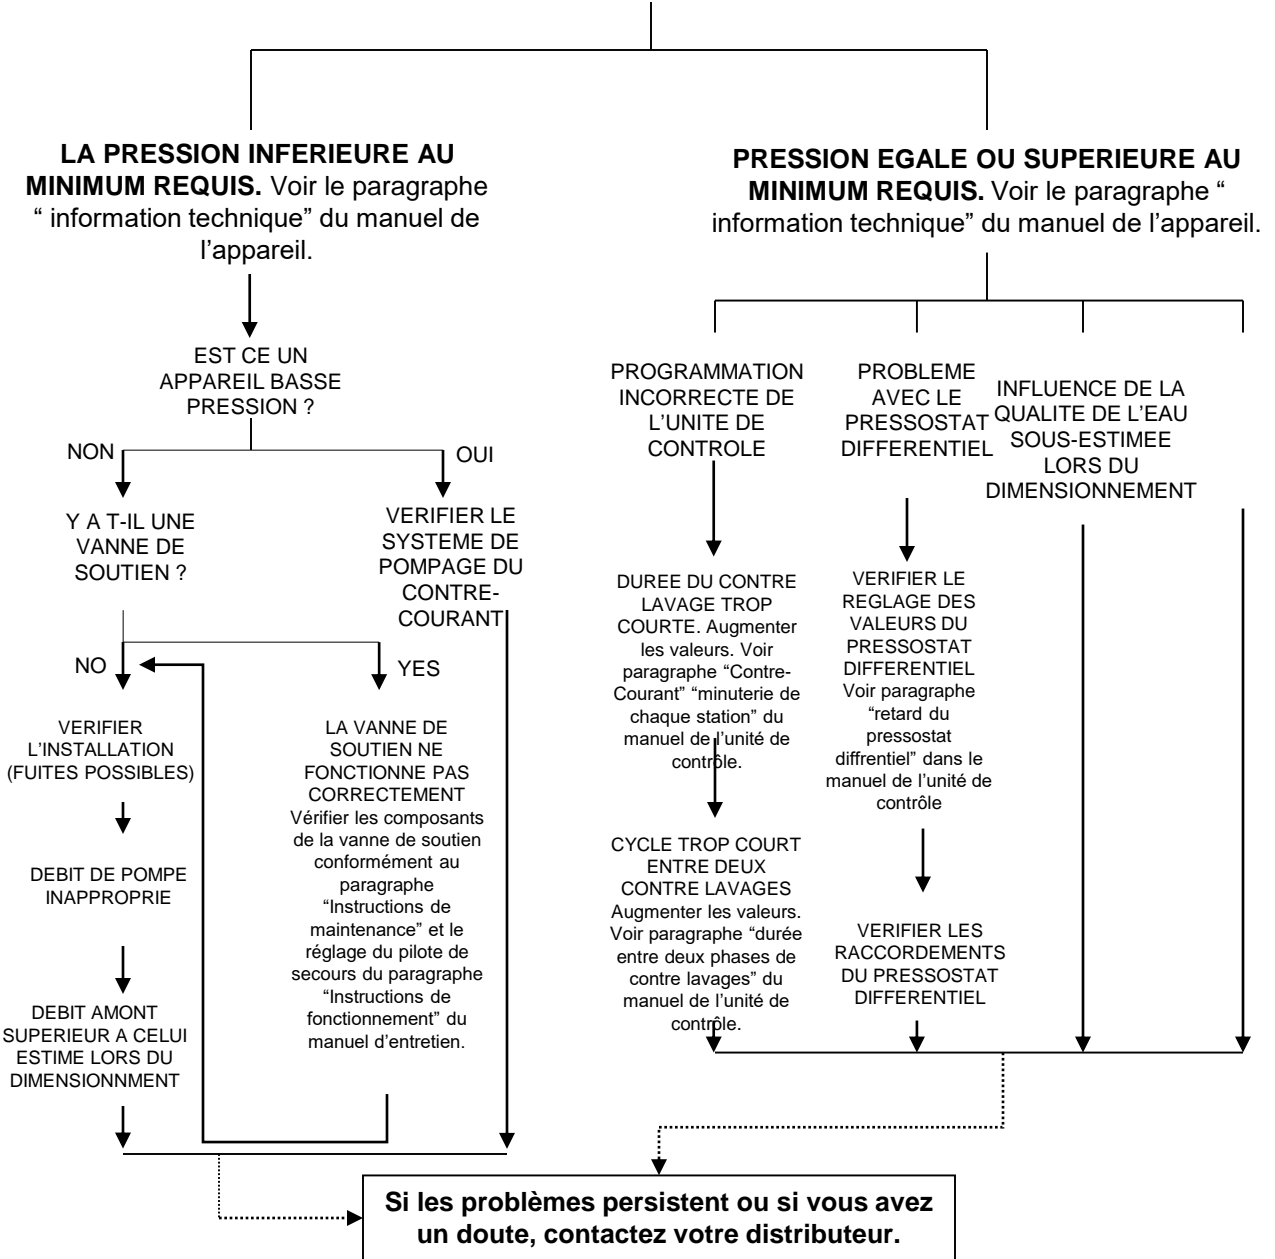 LA PRESSION INFERIEURE AU
MINIMUM REQUIS. Voir le paragraphe
“ information technique” du manuel de
l’appareil.
PRESSION EGALE OU SUPERIEURE AU
MINIMUM REQUIS. Voir le paragraphe “
information technique” du manuel de l’appareil.
EST CE UN
APPAREIL BASSE
PRESSION ?
NON
OUI
Y A T-IL UNE
VANNE DE
SOUTIEN ?
VERIFIER LE
SYSTEME DE
POMPAGE DU
CONTRE-
COURANT
NO
YES
VERIFIER
L’INSTALLATION
(FUITES POSSIBLES)
DEBIT DE POMPE
INAPPROPRIE
DEBIT AMONT
SUPERIEUR A CELUI
ESTIME LORS DU
DIMENSIONNMENT
LA VANNE DE
SOUTIEN NE
FONCTIONNE PAS
CORRECTEMENT
Vérifier les composants
de la vanne de soutien
conformément au
paragraphe
“Instructions de
maintenance” et le
réglage du pilote de
secours du paragraphe
“Instructions de
fonctionnement” du
manuel d’entretien.
PROGRAMMATION
INCORRECTE DE
L’UNITE DE
CONTROLE
DUREE DU CONTRE
LAVAGE TROP
COURTE. Augmenter
les valeurs. Voir
paragraphe “Contre-
Courant” “minuterie de
chaque station” du
manuel de l’unité de
contrôle.
CYCLE TROP COURT
ENTRE DEUX
CONTRE LAVAGES
Augmenter les valeurs.
Voir paragraphe “durée
entre deux phases de
contre lavages” du
manuel de l’unité de
contrôle.
PROBLEME
AVEC LE
PRESSOSTAT
DIFFERENTIEL
VERIFIER LE
REGLAGE DES
VALEURS DU
PRESSOSTAT
DIFFERENTIEL
Voir paragraphe
“retard du
pressostat
diffrentiel” dans le
manuel de l’unité de
contrôle
VERIFIER LES
RACCORDEMENTS
DU PRESSOSTAT
DIFFERENTIEL
INFLUENCE DE LA
QUALITE DE L’EAU
SOUS-ESTIMEE
LORS DU
DIMENSIONNEMENT
Si les problèmes persistent ou si vous avez
un doute, contactez votre distributeur.